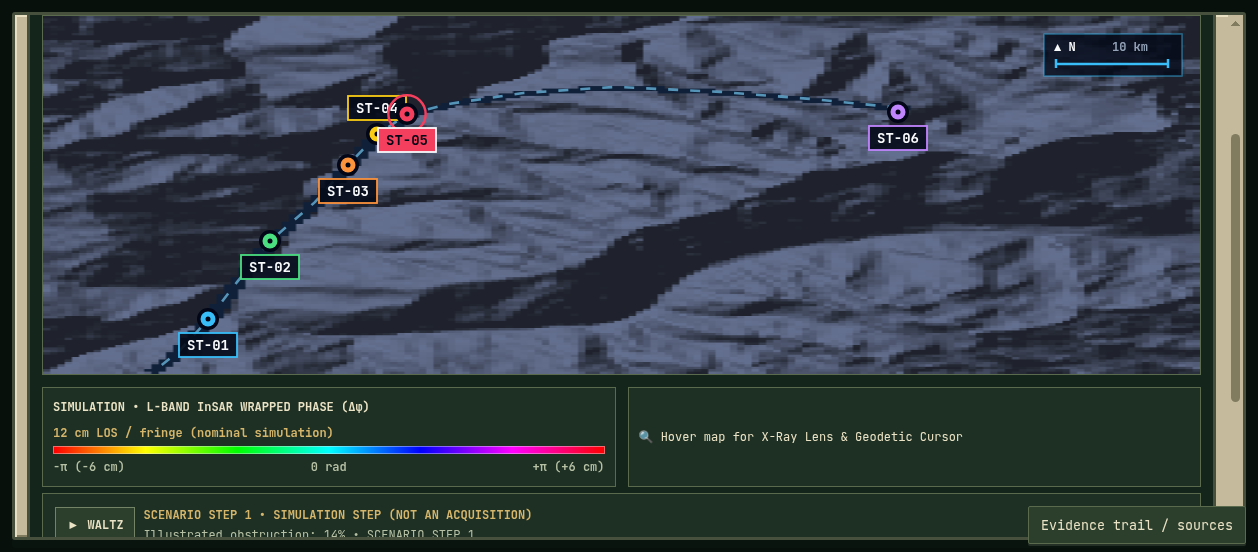 ▲ N 10 km
ST-04
ST-05
ST-06
ST-03
ST-02
ST-01
SIMULATION • L-BAND InSAR WRAPPED PHASE (Δφ)
12 cm LOS / fringe (nominal simulation)
-π (-6 cm) 0 rad +π (+6 cm)
🔍 Hover map for X-Ray Lens & Geodetic Cursor
▶ WALTZ
SCENARIO STEP 1 • SIMULATION STEP (NOT AN ACQUISITION)
Illustrated obstruction: 14% • SCENARIO STEP 1
Evidence trail / sources